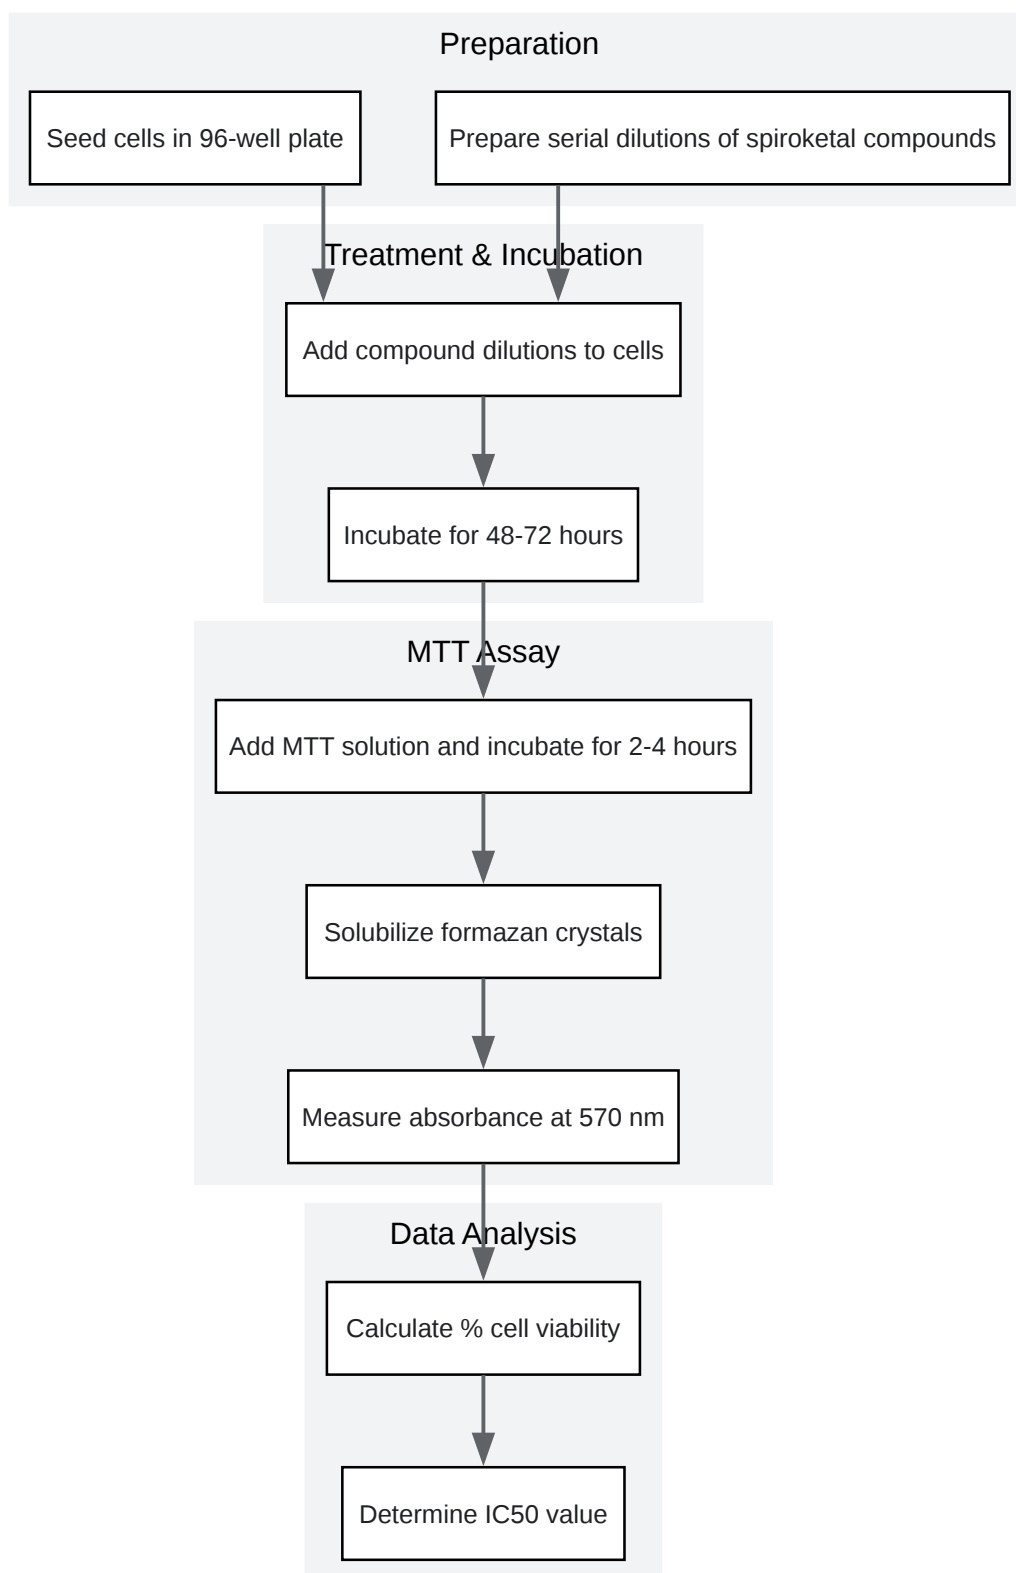 Preparation
Seed cells in 96-well plate
Prepare serial dilutions of spiroketal compounds
Treatment & Incubation
Add compound dilutions to cells
Incubate for 48-72 hours
MTT Assay
Add MTT solution and incubate for 2-4 hours
Solubilize formazan crystals
Measure absorbance at 570 nm
Data Analysis
Calculate % cell viability
Determine IC50 value